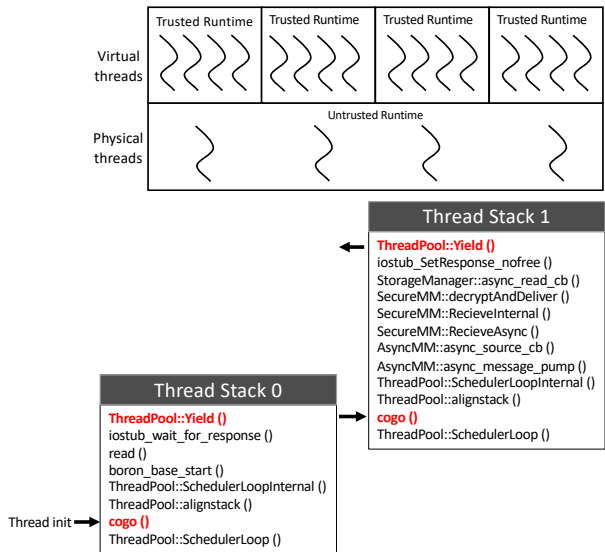 Trusted Runtime Trusted Runtime Trusted Runtime Trusted Runtime
Virtual
threads
Untrusted Runtime
Physical
threads
Thread Stack 1
ThreadPool::Yield ()
iostub_SetResponse_nofree ()
StorageManager::async_read_cb ()
SecureMM::decryptAndDeliver ()
SecureMM::RecieveInternal ()
SecureMM::RecieveAsync ()
AsyncMM::async_source_cb ()
AsyncMM::async_message_pump ()
ThreadPool::SchedulerLoopInternal ()
ThreadPool::alignstack ()
cogo ()
ThreadPool::SchedulerLoop ()
Thread Stack 0
ThreadPool::Yield ()
iostub_wait_for_response ()
read ()
boron_base_start ()
ThreadPool::SchedulerLoopInternal ()
ThreadPool::alignstack ()
Thread init
cogo ()
ThreadPool::SchedulerLoop ()